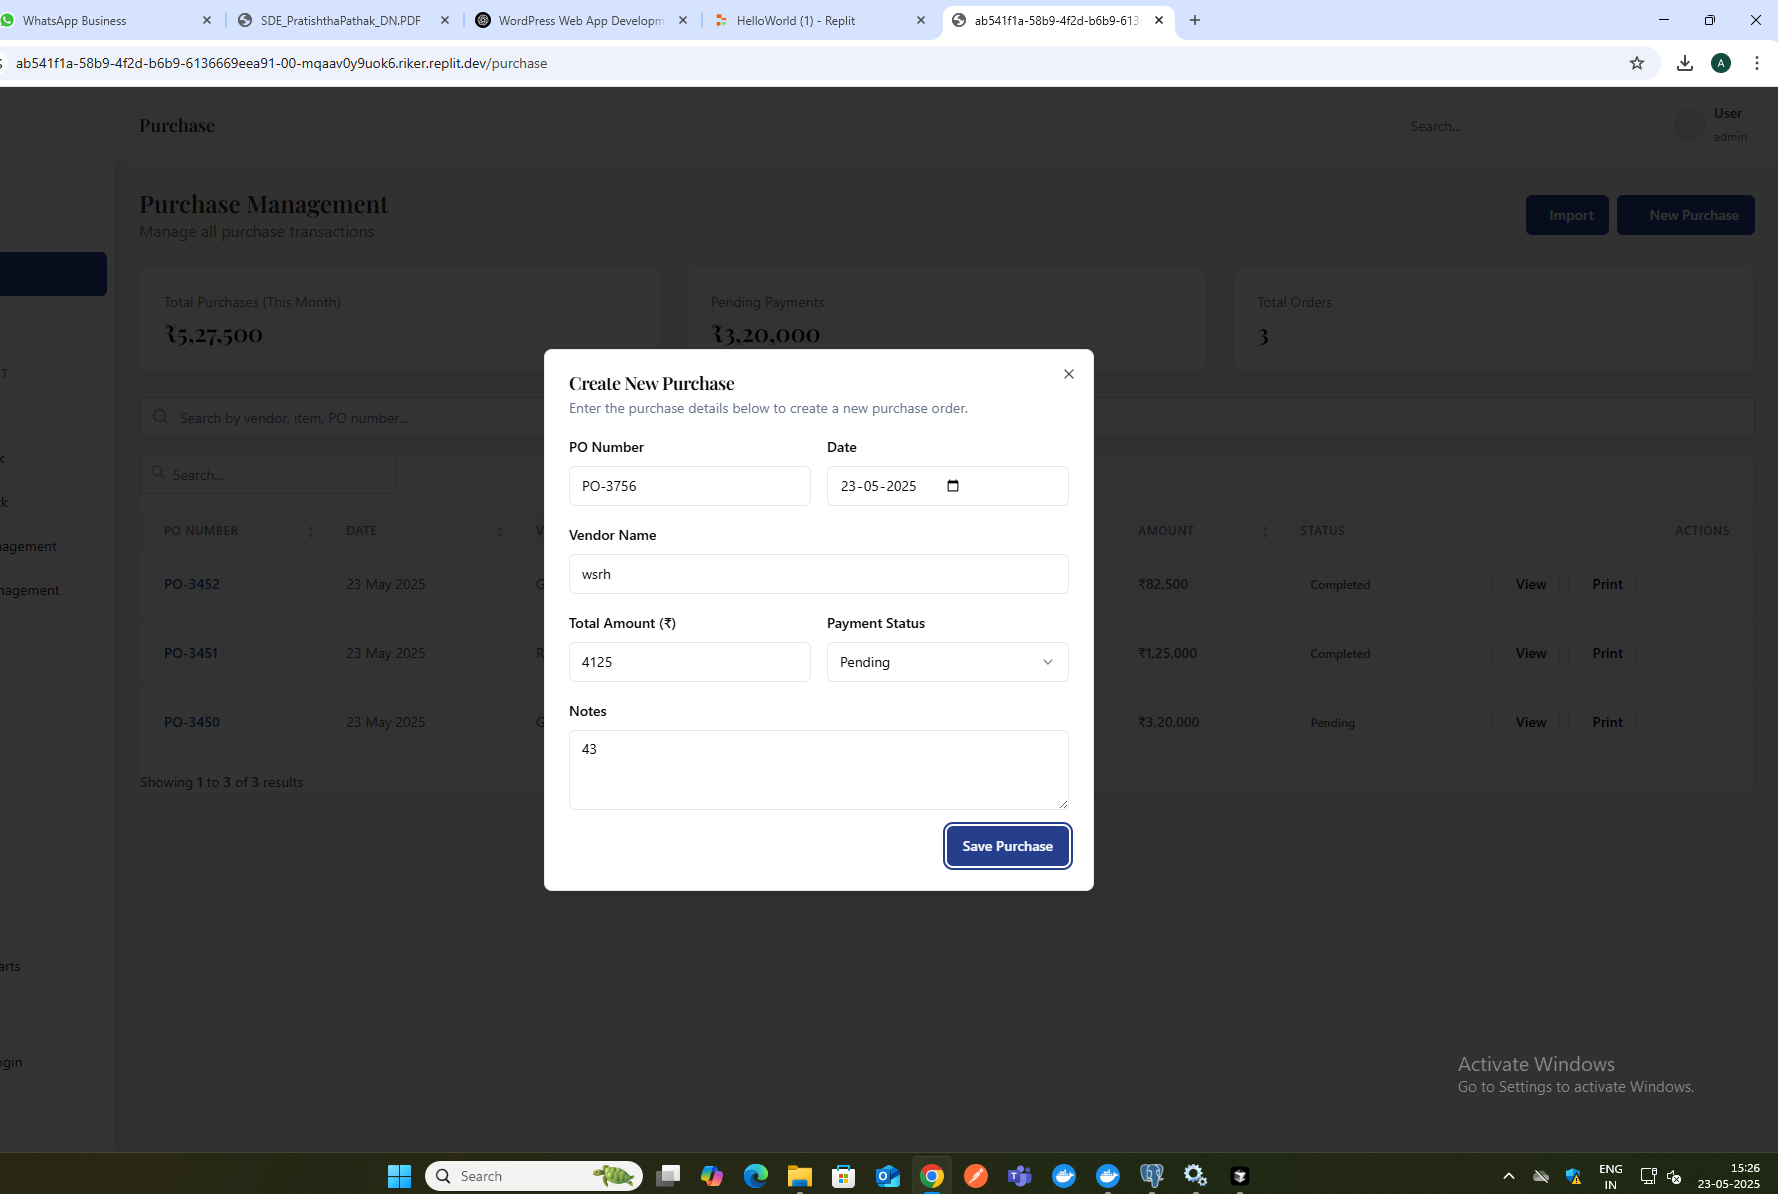 WhatsApp Business
SDE_PratishthaPathak_DN.PDF
WordPress Web App Developm
HelloWorld (1) - Replit
ab541f1a-58b9-4f2d-b6b9-613
ab541f1a-58b9-4f2d-b6b9-6136669eea91-00-mqaav0y9uok6.riker.replit.dev/purchase
A
Purchase
Search...
User
admin
Purchase Management
Manage all purchase transactions
Import
New Purchase
Total Purchases (This Month)
₹5,27,500
Pending Payments
₹3,20,000
Total Orders
3
T
Search by vendor, item, PO number...
k
Search...
k
PO NUMBER
DATE
V
AMOUNT
STATUS
ACTIONS
nagement
PO-3452
23 May 2025
G
₹82,500
Completed
View
Print
nagement
PO-3451
23 May 2025
R
₹1,25,000
Completed
View
Print
PO-3450
23 May 2025
G
₹3,20,000
Pending
View
Print
Showing 1 to 3 of 3 results
Create New Purchase
Enter the purchase details below to create a new purchase order.
PO Number
Date
PO-3756
23-05-2025
Vendor Name
wsrh
Total Amount (₹)
Payment Status
4125
Pending
Notes
43
Save Purchase
arts
ogin
Activate Windows
Go to Settings to activate Windows.
Search
ENG
IN
15:26
23-05-2025